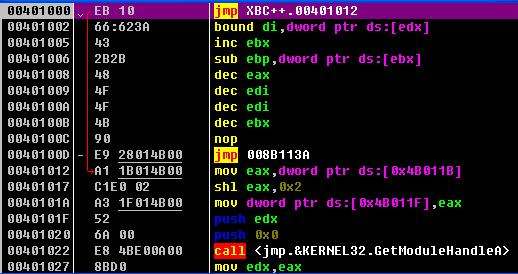 00401000 EB 10 jmp XBC++.00401012
00401002 66:623A bound di,dword ptr ds:[edx]
00401005 43 inc ebx
00401006 2B2B sub ebp,dword ptr ds:[ebx]
00401008 48 dec eax
00401009 4F dec edi
0040100A 4F dec edi
0040100B 4B dec ebx
0040100C 90 nop
0040100D - E9 28014B00 jmp 008B113A
00401012 A1 1B014B00 mov eax,dword ptr ds:[0x4B011B]
00401017 C1E0 02 shl eax,0x2
0040101A A3 1F014B00 mov dword ptr ds:[0x4B011F],eax
0040101F 52 push edx
00401020 6A 00 push 0x0
00401022 E8 4BE00A00 call <jmp.&KERNEL32.GetModuleHandleA>
00401027 8BD0 mov edx,eax